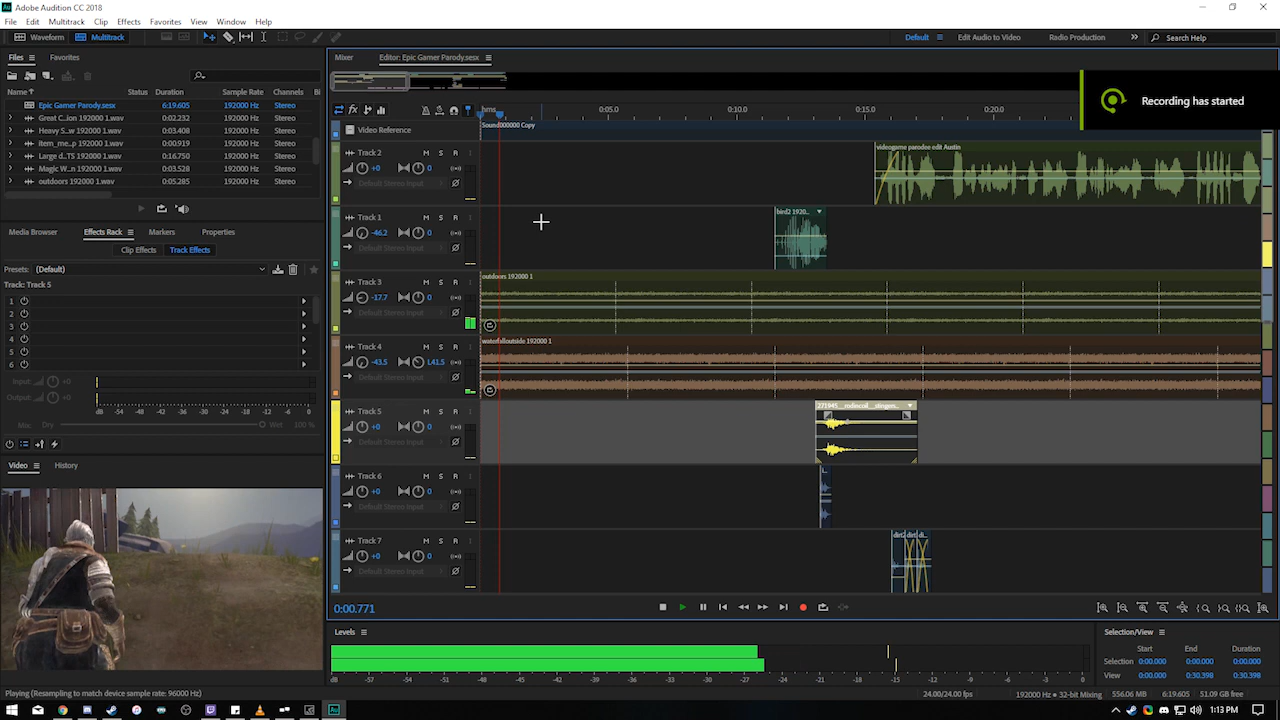 Adobe Audition CC 2018
File Edit Multitrack Clip Effects Favorites View Window Help
Waveform Multitrack Default Edit Audio to Video Radio Production Search Help
Files Favorites
Mixer Editor: Epic Gamer Parody.sesx
Recording has started
Name Status Duration Sample Rate Channels Bi
Epic Gamer Parody.sesx 6:19.605 192000 Hz Stereo
Great C...ion 1.wav 0:02.232 192000 Hz Stereo
Heavy S...o 1.wav 0:03.408 192000 Hz Stereo
item_me...p 1.wav 0:00.919 192000 Hz Stereo
Large d...TS 1.wav 0:16.750 192000 Hz Stereo
Magic W...n 1.wav 0:03.528 192000 Hz Stereo
outdoors 192000 1.wav 0:05.285 192000 Hz Stereo
hms 0:05.0 0:10.0 0:15.0 0:20.0
Video Reference
Sound000000 Copy
Track 2 M S R I
+0 0
Default Stereo Input
videogame parodee edit Austin
Track 1 M S R I
-46.2 0
Default Stereo Input
bird2 1920...
Track 3 M S R I
-17.7 0
Default Stereo Input
outdoors 192000 1
Track 4 M S R I
-43.5 L41.5
Default Stereo Input
waterfalloutside 192000 1
Track 5 M S R I
+0 0
Default Stereo Input
Track 6 M S R I
+0 0
Default Stereo Input
Track 7 M S R I
+0 0
Default Stereo Input
Media Browser Effects Rack Markers Properties
Clip Effects Track Effects
Presets: (Default)
Track: Track 5
1
2
3
4
5
6
Input: +0
Output: +0
dB -54 -48 -42 -36 -30 -24 -18 -12 -6 0
Mix: Dry Wet 100 %
Video History
0:00.771
Levels
dB -57 -54 -51 -48 -45 -42 -39 -36 -33 -30 -27 -24 -21 -18 -15 -12 -9 -6 -3 0
Selection/View
Start End Duration
Selection 0:00.000 0:00.000 0:00.000
View 0:00.000 0:30.398 0:30.398
Playing (Resampling to match device sample rate: 96000 Hz)
24.00/24.00 fps 192000 Hz • 32-bit Mixing 556.06 MB 6:19.605 51.09 GB free
1:13 PM